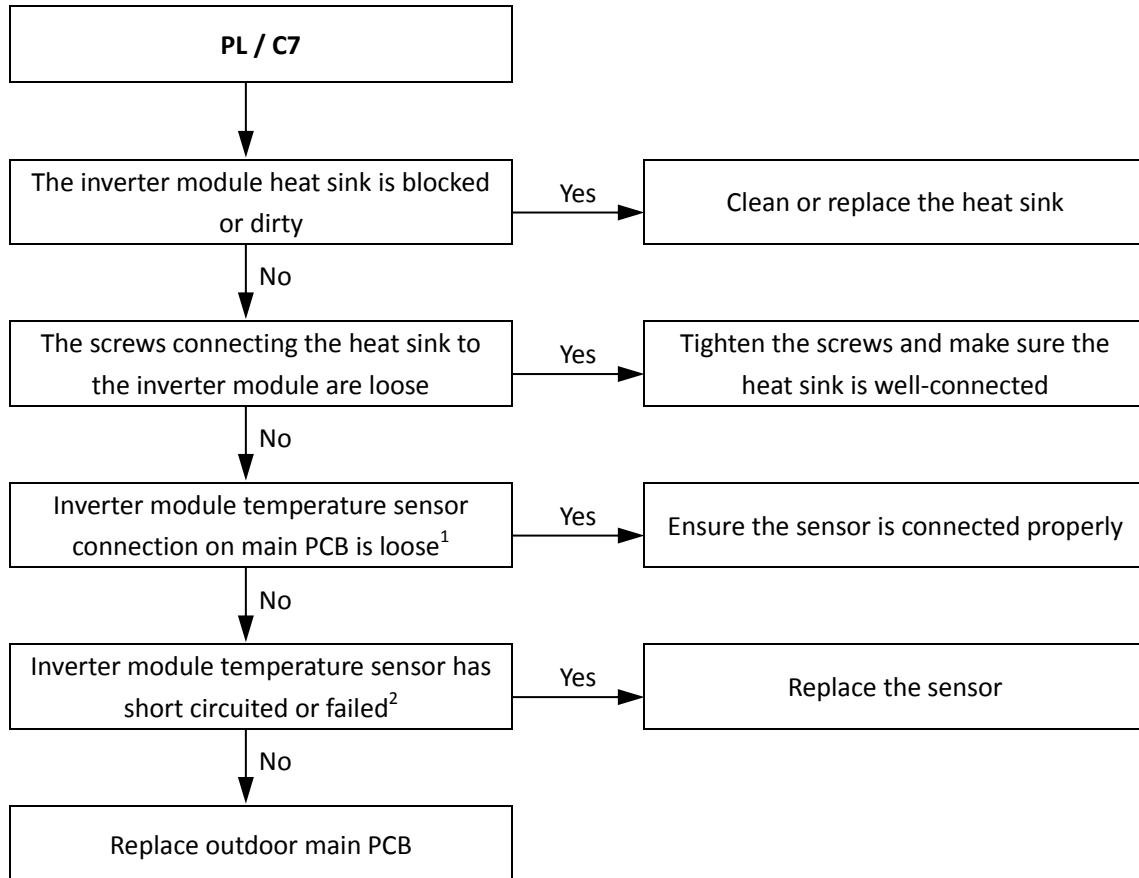 PL / C7
The inverter module heat sink is blocked
or dirty
Yes
Clean or replace the heat sink
No
The screws connecting the heat sink to
the inverter module are loose
Yes
Tighten the screws and make sure the
heat sink is well-connected
No
Inverter module temperature sensor
connection on main PCB is loose¹
Yes
Ensure the sensor is connected properly
No
Inverter module temperature sensor has
short circuited or failed²
Yes
Replace the sensor
No
Replace outdoor main PCB